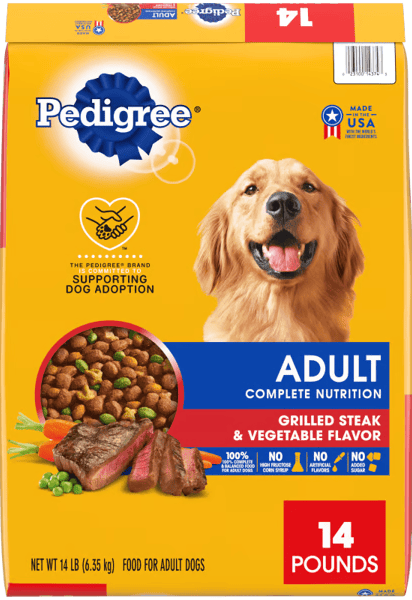 ADULT
14
Pedigree®
MADE
IN THE
USA
WITH THE WORLD'S
FINEST INGREDIENTS
™
THE PEDIGREE® BRAND
IS COMMITTED TO
SUPPORTING
DOG ADOPTION
ADULT
COMPLETE NUTRITION
GRILLED STEAK
& VEGETABLE FLAVOR
100%
100% COMPLETE
& BALANCED FOOD
FOR ADULT DOGS
NO
HIGH FRUCTOSE
CORN SYRUP
NO
ARTIFICIAL
FLAVORS
NO
ADDED
SUGAR
14
POUNDS
NET WT 14 LB (6.35 kg) FOOD FOR ADULT DOGS